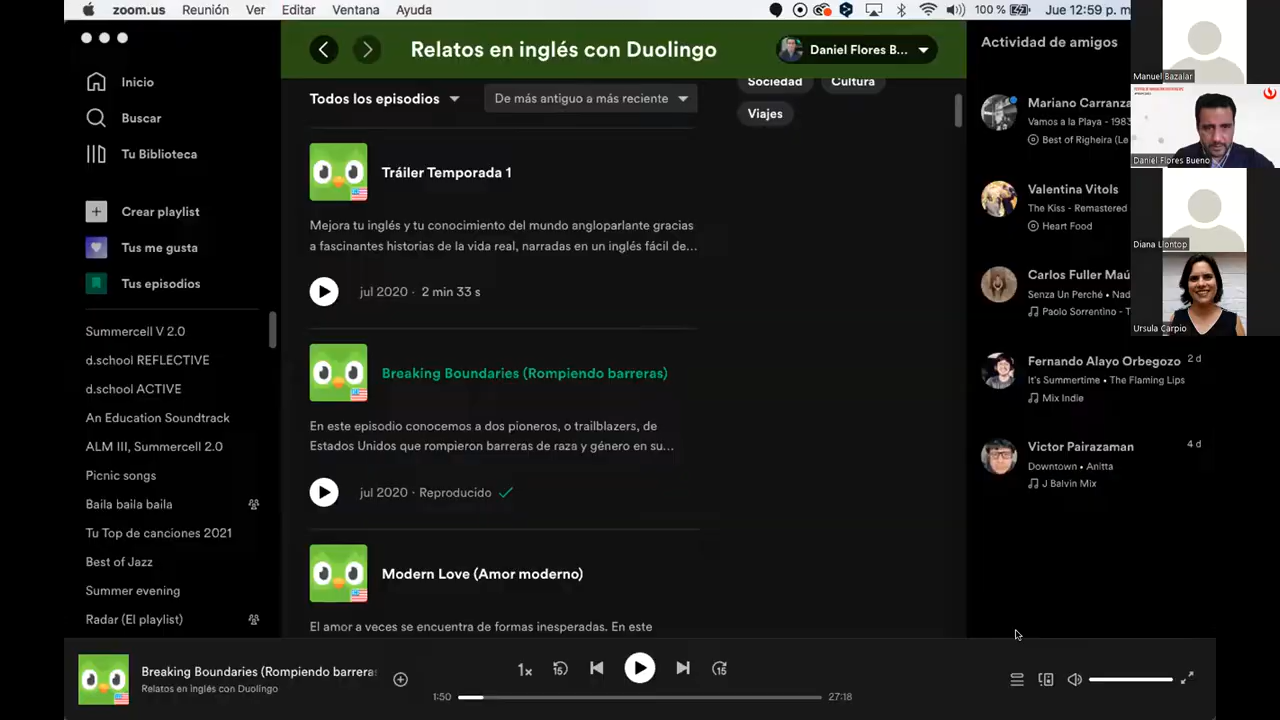 zoom.us Reunión Ver Editar Ventana Ayuda
100 % Jue 12:59 p. m
Inicio
Buscar
Tu Biblioteca
Crear playlist
Tus me gusta
Tus episodios
Summercell V 2.0
d.school REFLECTIVE
d.school ACTIVE
An Education Soundtrack
ALM III, Summercell 2.0
Picnic songs
Baila baila baila
Tu Top de canciones 2021
Best of Jazz
Summer evening
Radar (El playlist)
Relatos en inglés con Duolingo
Daniel Flores B...
Todos los episodios
De más antiguo a más reciente
Sociedad Cultura
Viajes
Tráiler Temporada 1
Mejora tu inglés y tu conocimiento del mundo angloparlante gracias
a fascinantes historias de la vida real, narradas en un inglés fácil de...
jul 2020 · 2 min 33 s
Breaking Boundaries (Rompiendo barreras)
En este episodio conocemos a dos pioneros, o trailblazers, de
Estados Unidos que rompieron barreras de raza y género en su...
jul 2020 · Reproducido
Modern Love (Amor moderno)
El amor a veces se encuentra de formas inesperadas. En este
Actividad de amigos
Mariano Carranza
Vamos a la Playa - 1983
Best of Righeira (Le
Valentina Vitols
The Kiss - Remastered
Heart Food
Carlos Fuller Maú
Senza Un Perché • Nad
Paolo Sorrentino - T
Fernando Alayo Orbegozo 2 d
It's Summertime • The Flaming Lips
Mix Indie
Victor Pairazaman 4 d
Downtown • Anitta
J Balvin Mix
Manuel Bazalar
Daniel Flores Bueno
Diana Llontop
Ursula Carpio
Breaking Boundaries (Rompiendo barreras
Relatos en inglés con Duolingo
1x 15 15
1:50 27:18